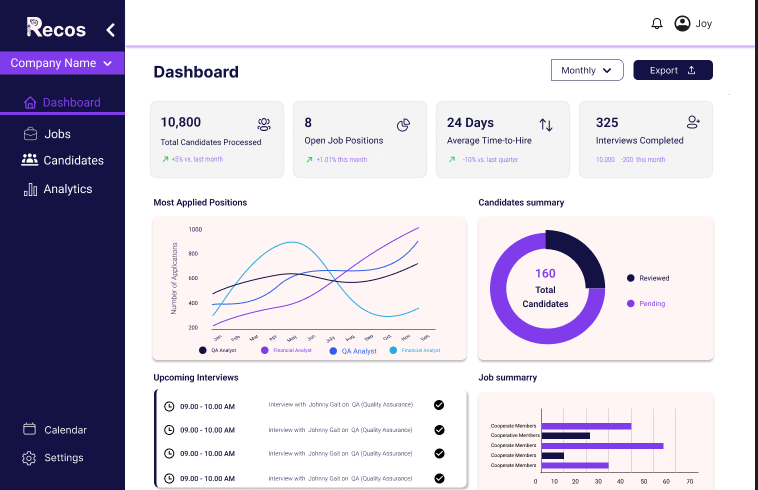 Recos
Joy
Company Name
Dashboard
Jobs
Candidates
Analytics
Calendar
Settings
Dashboard
Monthly
Export
10,800
Total Candidates Processed
+5% vs. last month
8
Open Job Positions
+1,01% this month
24 Days
Average Time-to-Hire
-10% vs. last quarter
325
Interviews Completed
10.000 -200 this month
Most Applied Positions
Number of Applications
1000
800
600
400
200
Jan Feb Mar Apr May Jun July Aug Sep Oct Nov
QA Analyst Financial Analyst QA Analyst Financial Analyst
Candidates summary
160
Total
Candidates
Reviewed
Pending
Upcoming Interviews
09.00 - 10.00 AM Interview with Johnny Gait on QA (Quality Assurance)
09.00 - 10.00 AM Interview with Johnny Gait on QA (Quality Assurance)
09.00 - 10.00 AM Interview with Johnny Gait on QA (Quality Assurance)
09.00 - 10.00 AM Interview with Johnny Gait on QA (Quality Assurance)
Job summarry
Cooperate Members
Cooperative Members
Cooperate Members
Cooperate Members
Cooperate Members
0 10 20 30 40 50 60 70